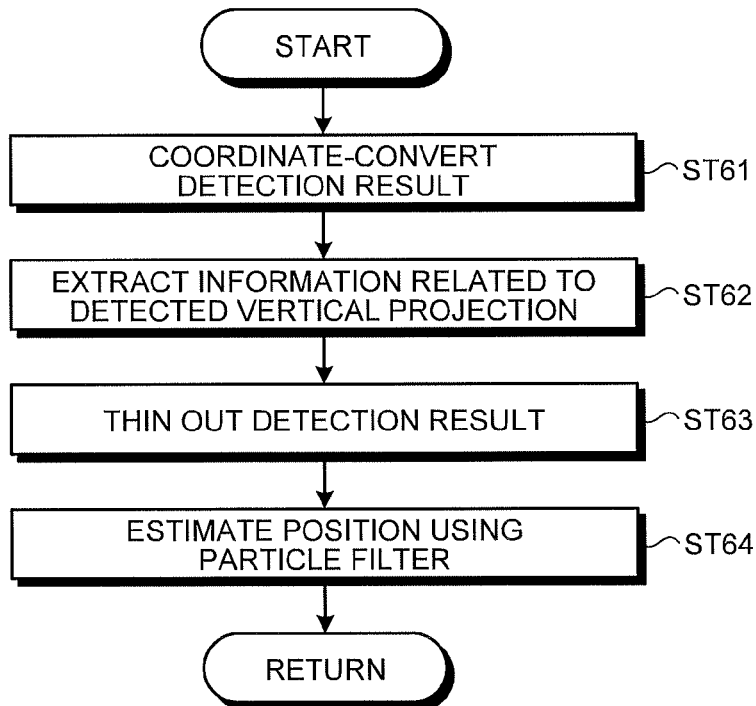 START
COORDINATE-CONVERT
DETECTION RESULT
ST61
EXTRACT INFORMATION RELATED TO
DETECTED VERTICAL PROJECTION
ST62
THIN OUT DETECTION RESULT
ST63
ESTIMATE POSITION USING
PARTICLE FILTER
ST64
RETURN